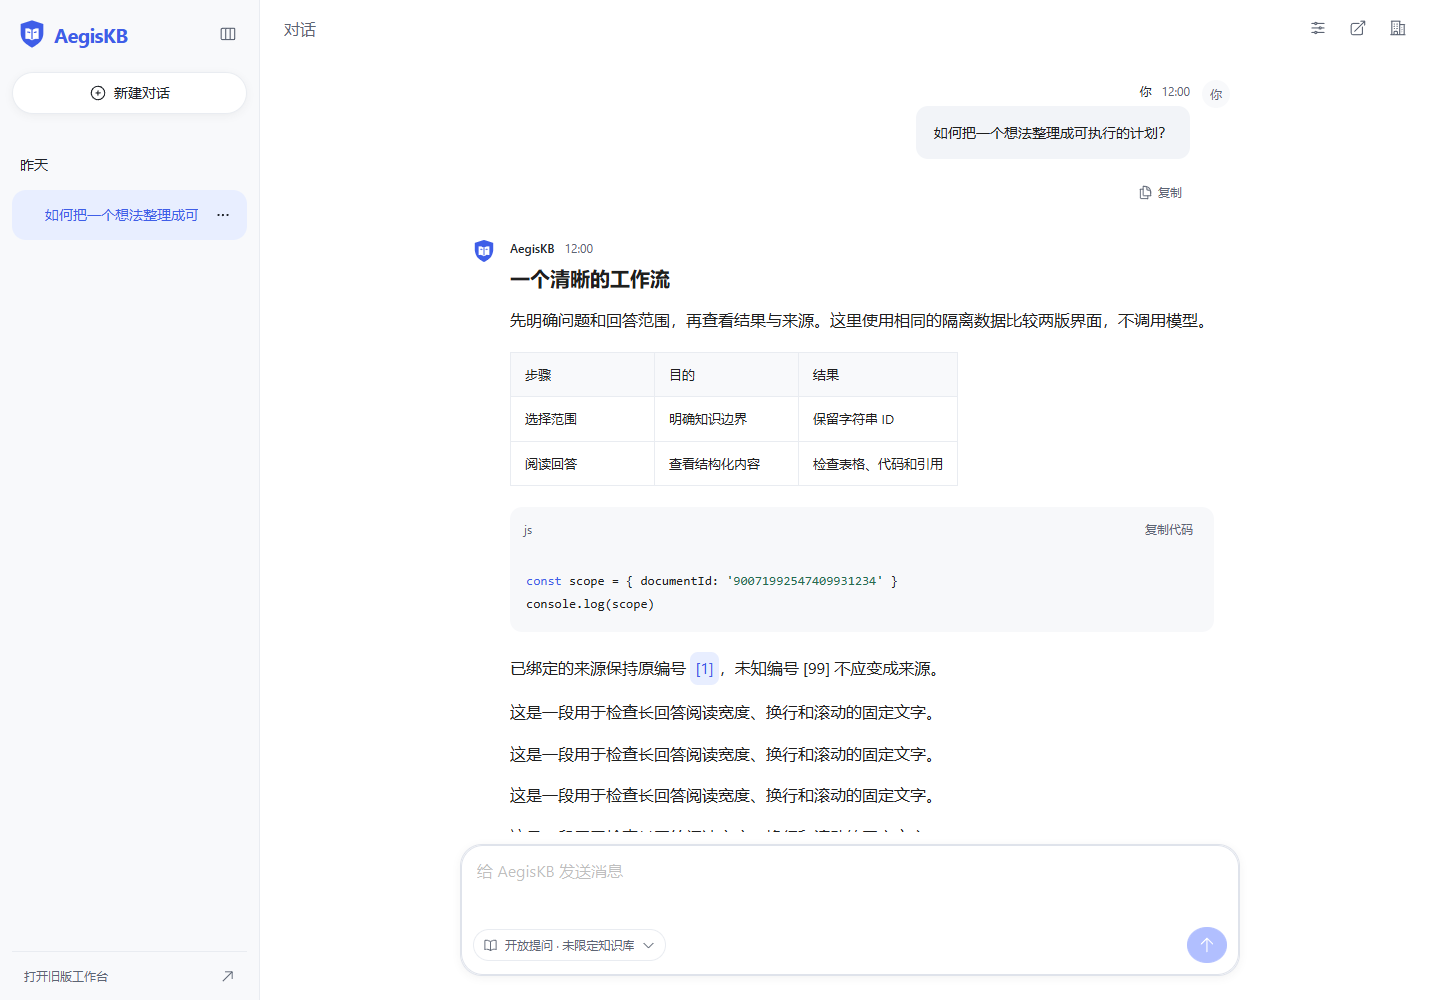 AegisKB
新建对话
昨天
如何把一个想法整理成可
打开旧版工作台
对话
你 12:00 你
如何把一个想法整理成可执行的计划？
复制
AegisKB 12:00
一个清晰的工作流
先明确问题和回答范围，再查看结果与来源。这里使用相同的隔离数据比较两版界面，不调用模型。
步骤 目的 结果
选择范围 明确知识边界 保留字符串 ID
阅读回答 查看结构化内容 检查表格、代码和引用
js 复制代码
const scope = { documentId: '90071992547409931234' }
console.log(scope)
已绑定的来源保持原编号 [1]，未知编号 [99] 不应变成来源。
这是一段用于检查长回答阅读宽度、换行和滚动的固定文字。
这是一段用于检查长回答阅读宽度、换行和滚动的固定文字。
这是一段用于检查长回答阅读宽度、换行和滚动的固定文字。
给 AegisKB 发送消息
开放提问 · 未限定知识库